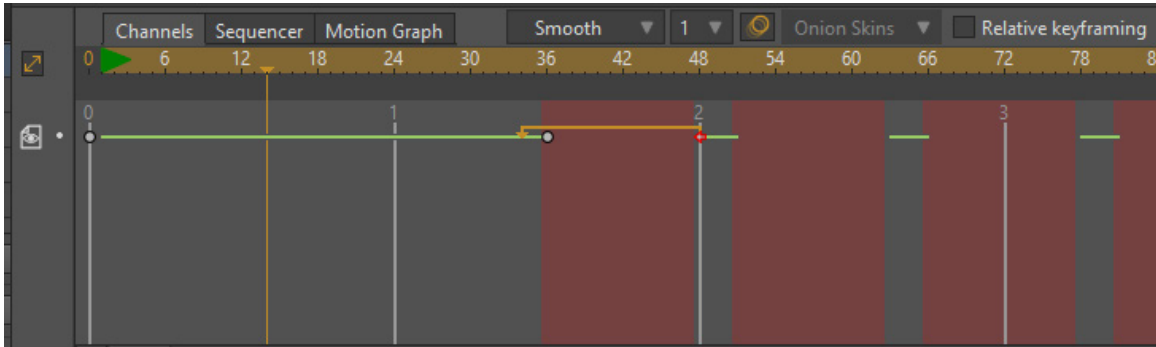 Channels Sequencer Motion Graph Smooth 1 Onion Skins Relative keyframing
0 6 12 18 24 30 36 42 48 54 60 66 72 78 8
0 1 2 3